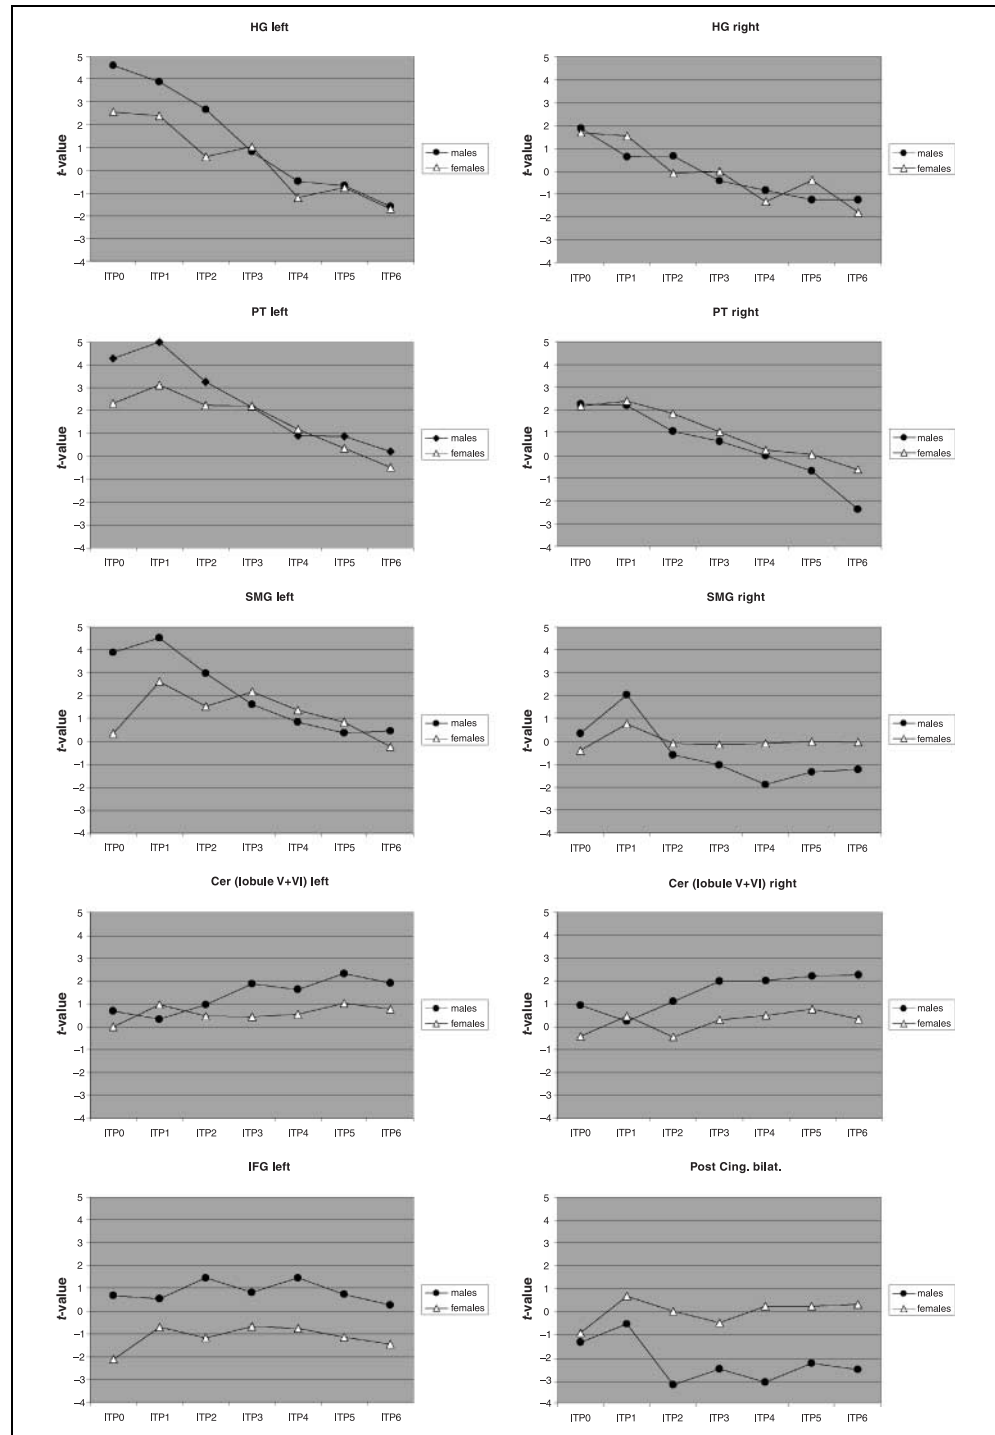 HG left
5
4
3
2
1
0
–1
–2
–3
–4
t-value
ITP0 ITP1 ITP2 ITP3 ITP4 ITP5 ITP6
males
females
HG right
5
4
3
2
1
0
–1
–2
–3
–4
t-value
ITP0 ITP1 ITP2 ITP3 ITP4 ITP5 ITP6
males
females
PT left
5
4
3
2
1
0
–1
–2
–3
–4
t-value
ITP0 ITP1 ITP2 ITP3 ITP4 ITP5 ITP6
males
females
PT right
5
4
3
2
1
0
–1
–2
–3
–4
t-value
ITP0 ITP1 ITP2 ITP3 ITP4 ITP5 ITP6
males
females
SMG left
5
4
3
2
1
0
–1
–2
–3
–4
t-value
ITP0 ITP1 ITP2 ITP3 ITP4 ITP5 ITP6
males
females
SMG right
5
4
3
2
1
0
–1
–2
–3
–4
t-value
ITP0 ITP1 ITP2 ITP3 ITP4 ITP5 ITP6
males
females
Cer (lobule V+VI) left
5
4
3
2
1
0
–1
–2
–3
–4
t-value
ITP0 ITP1 ITP2 ITP3 ITP4 ITP5 ITP6
males
females
Cer (lobule V+VI) right
5
4
3
2
1
0
–1
–2
–3
–4
t-value
ITP0 ITP1 ITP2 ITP3 ITP4 ITP5 ITP6
males
females
IFG left
5
4
3
2
1
0
–1
–2
–3
–4
t-value
ITP0 ITP1 ITP2 ITP3 ITP4 ITP5 ITP6
males
females
Post Cing. bilat.
5
4
3
2
1
0
–1
–2
–3
–4
t-value
ITP0 ITP1 ITP2 ITP3 ITP4 ITP5 ITP6
males
females